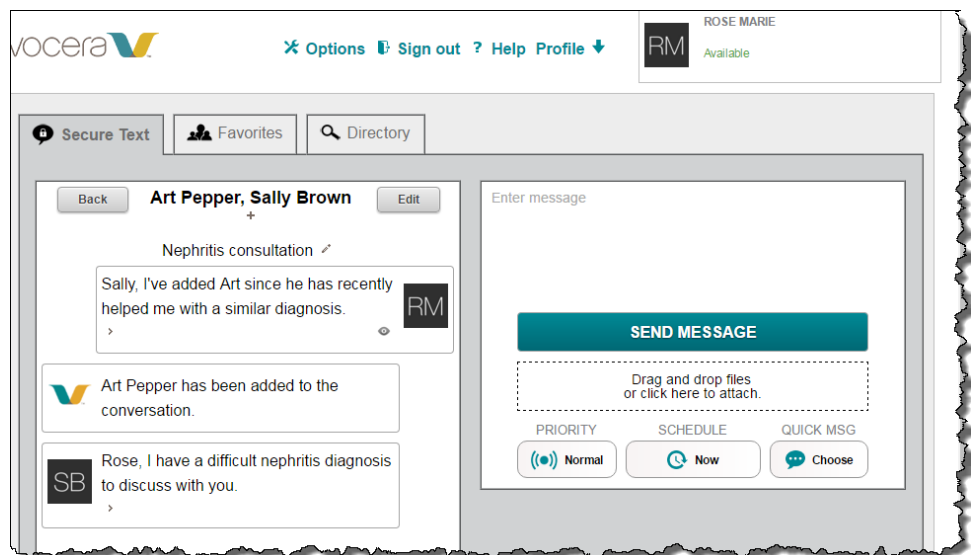 vocera
Options Sign out ? Help Profile
ROSE MARIE
RM
Available
Secure Text
Favorites
Directory
Back
Art Pepper, Sally Brown
Edit
+
Nephritis consultation
Sally, I've added Art since he has recently
helped me with a similar diagnosis.
RM
>
Art Pepper has been added to the
conversation.
SB
Rose, I have a difficult nephritis diagnosis
to discuss with you.
>
Enter message
SEND MESSAGE
Drag and drop files
or click here to attach.
PRIORITY SCHEDULE QUICK MSG
Normal Now Choose